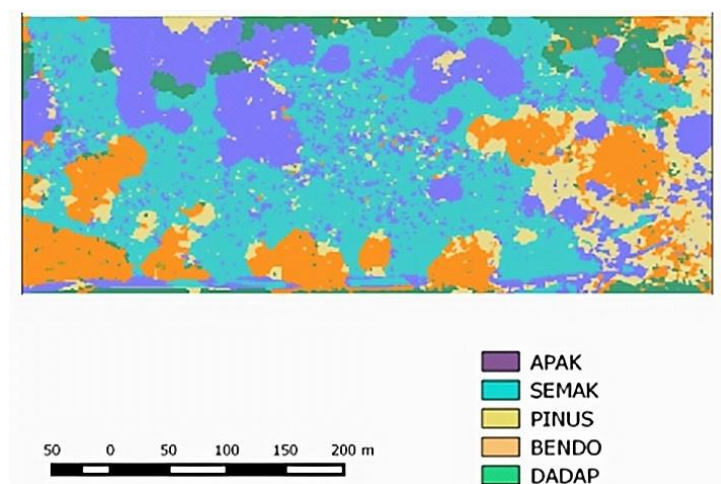 APAK
SEMAK
PINUS
BENDO
DADAP
50 0 50 100 150 200 m